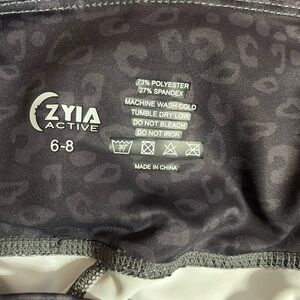 ZYIA
ACTIVE
6-8
73% POLYESTER
27% SPANDEX
MACHINE WASH COLD
TUMBLE DRY LOW
DO NOT BLEACH
DO NOT IRON
30°
MADE IN CHINA